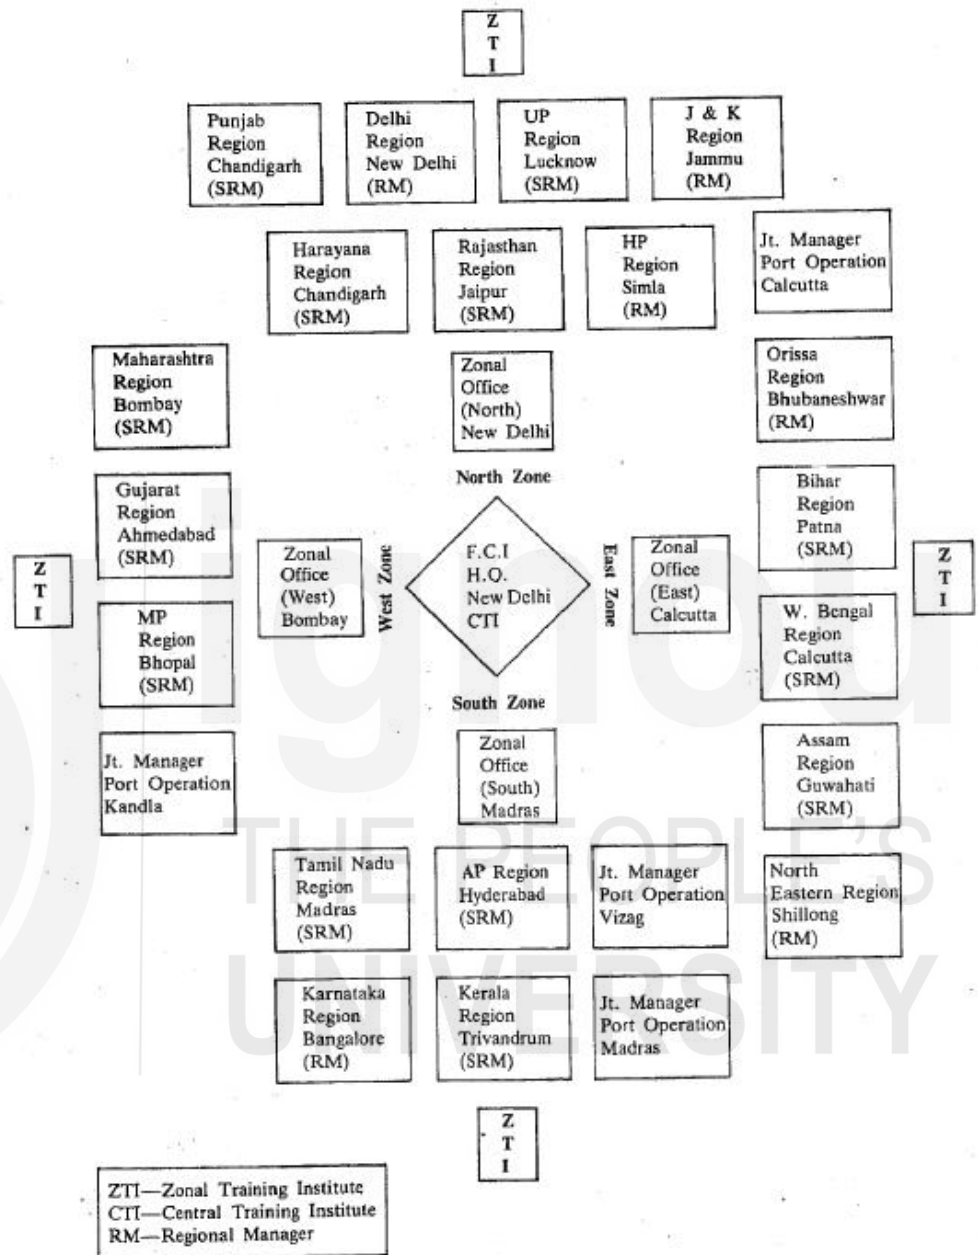 Z
T
I
Punjab
Region
Chandigarh
(SRM)
Delhi
Region
New Delhi
(RM)
UP
Region
Lucknow
(SRM)
J & K
Region
Jammu
(RM)
Harayana
Region
Chandigarh
(SRM)
Rajasthan
Region
Jaipur
(SRM)
HP
Region
Simla
(RM)
Jt. Manager
Port Operation
Calcutta
Maharashtra
Region
Bombay
(SRM)
Zonal
Office
(North)
New Delhi
Orissa
Region
Bhubaneshwar
(RM)
North Zone
Gujarat
Region
Ahmedabad
(SRM)
Bihar
Region
Patna
(SRM)
Z
T
I
Zonal
Office
(West)
Bombay
West Zone
F.C.I
H.O.
New Delhi
CTI
East Zone
Zonal
Office
(East)
Calcutta
Z
T
I
MP
Region
Bhopal
(SRM)
W. Bengal
Region
Calcutta
(SRM)
South Zone
Jt. Manager
Port Operation
Kandla
Zonal
Office
(South)
Madras
Assam
Region
Guwahati
(SRM)
Tamil Nadu
Region
Madras
(SRM)
AP Region
Hyderabad
(SRM)
Jt. Manager
Port Operation
Vizag
North
Eastern Region
Shillong
(RM)
Karnataka
Region
Bangalore
(RM)
Kerala
Region
Trivandrum
(SRM)
Jt. Manager
Port Operation
Madras
Z
T
I
ZTI—Zonal Training Institute
CTI—Central Training Institute
RM—Regional Manager
ignou
THE PEOPLE'S
UNIVERSITY